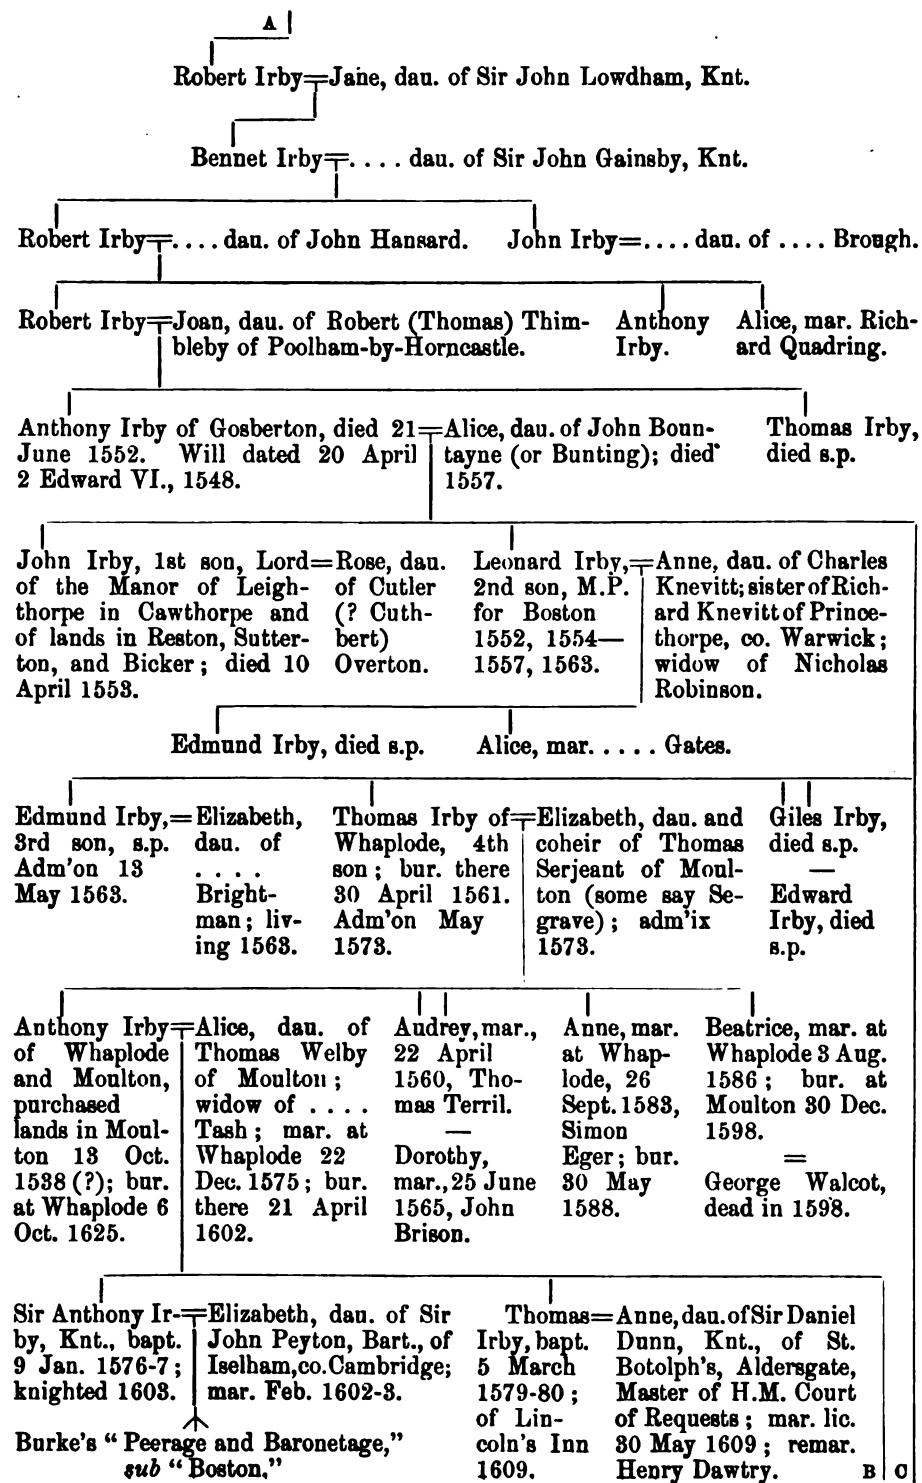 A
Robert Irby=Jane, dau. of Sir John Lowdham, Knt.
Bennet Irby=. . . . dau. of Sir John Gainsby, Knt.
Robert Irby=. . . . dau. of John Hansard.
John Irby=. . . . dau. of . . . . Brough.
Robert Irby=Joan, dau. of Robert (Thomas) Thim-
bleby of Poolham-by-Horncastle.
Anthony
Irby.
Alice, mar. Rich-
ard Quadring.
Anthony Irby of Gosberton, died 21=
June 1552. Will dated 20 April
2 Edward VI., 1548.
Alice, dau. of John Boun-
tayne (or Bunting); died
1557.
Thomas Irby,
died s.p.
John Irby, 1st son, Lord=
of the Manor of Leigh-
thorpe in Cawthorpe and
of lands in Reston, Sutter-
ton, and Bicker; died 10
April 1553.
Rose, dau.
of Cutler
(? Cuth-
bert)
Overton.
Leonard Irby,=
2nd son, M.P.
for Boston
1552, 1554—
1557, 1563.
Anne, dau. of Charles
Knevitt; sister of Rich-
ard Knevitt of Prince-
thorpe, co. Warwick;
widow of Nicholas
Robinson.
Edmund Irby, died s.p.
Alice, mar. . . . . Gates.
Edmund Irby,=
3rd son, s.p.
Adm'on 13
May 1563.
Elizabeth,
dau. of
. . . .
Bright-
man; liv-
ing 1563.
Thomas Irby of=
Whaplode, 4th
son; bur. there
30 April 1561.
Adm'on May
1573.
Elizabeth, dau. and
coheir of Thomas
Serjeant of Moul-
ton (some say Se-
grave); adm'ix
1573.
Giles Irby,
died s.p.
—
Edward
Irby, died
s.p.
Anthony Irby=
of Whaplode
and Moulton,
purchased
lands in Moul-
ton 13 Oct.
1538 (?); bur.
at Whaplode 6
Oct. 1625.
Alice, dau. of
Thomas Welby
of Moulton;
widow of . . . .
Tash; mar. at
Whaplode 22
Dec. 1575; bur.
there 21 April
1602.
Audrey, mar.,
22 April
1560, Tho-
mas Terril.
—
Dorothy,
mar., 25 June
1565, John
Brison.
Anne, mar.
at Whap-
lode, 26
Sept. 1583,
Simon
Eger; bur.
30 May
1588.
Beatrice, mar. at
Whaplode 3 Aug.
1586; bur. at
Moulton 30 Dec.
1598.
=
George Walcot,
dead in 1598.
Sir Anthony Ir-=
by, Knt., bapt.
9 Jan. 1576-7;
knighted 1603.
Elizabeth, dau. of Sir
John Peyton, Bart., of
Iselham, co. Cambridge;
mar. Feb. 1602-3.
Burke's "Peerage and Baronetage,"
sub "Boston."
Thomas=
Irby, bapt.
5 March
1579-80;
of Lin-
coln's Inn
1609.
Anne, dau. of Sir Daniel
Dunn, Knt., of St.
Botolph's, Aldersgate,
Master of H.M. Court
of Requests; mar. lic.
30 May 1609; remar.
Henry Dawtry.
B C